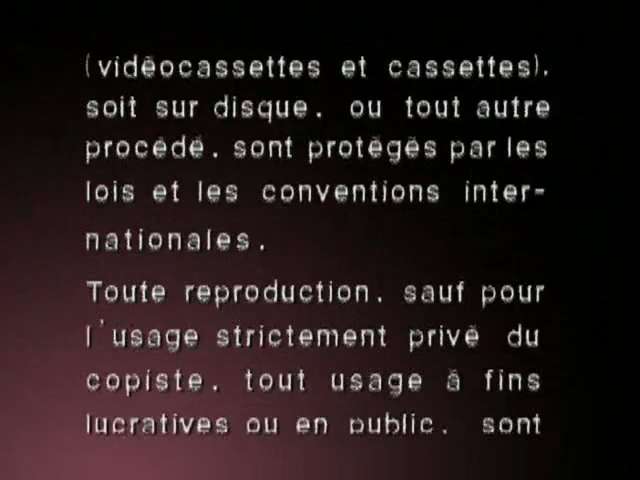 (vidéocassettes et cassettes),
soit sur disque, ou tout autre
procédé, sont protégés par les
lois et les conventions inter-
nationales.
Toute reproduction, sauf pour
l'usage strictement privé du
copiste, tout usage à fins
lucratives ou en public, sont